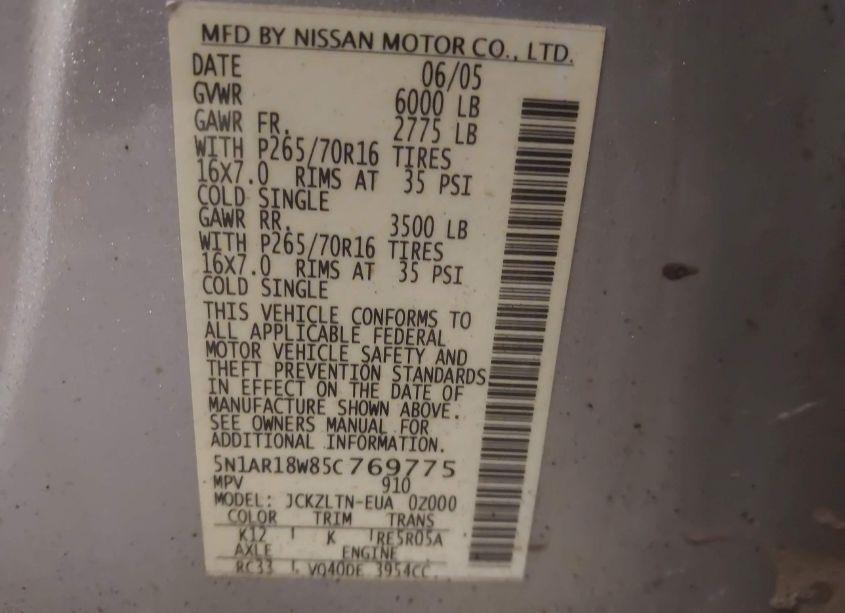 MFD BY NISSAN MOTOR CO., LTD.
DATE 06/05
GVWR 6000 LB
GAWR FR. 2775 LB
WITH P265/70R16 TIRES
16X7.0 RIMS AT 35 PSI
COLD SINGLE
GAWR RR. 3500 LB
WITH P265/70R16 TIRES
16X7.0 RIMS AT 35 PSI
COLD SINGLE
THIS VEHICLE CONFORMS TO
ALL APPLICABLE FEDERAL
MOTOR VEHICLE SAFETY AND
THEFT PREVENTION STANDARDS
IN EFFECT ON THE DATE OF
MANUFACTURE SHOWN ABOVE.
SEE OWNERS MANUAL FOR
ADDITIONAL INFORMATION.
5N1AR18W85C769775
MPV 910
MODEL: JCKZLTN-EUA 0Z000
COLOR TRIM TRANS
K12 K RE5R05A
AXLE ENGINE
RC33 VQ40DE 3954CC